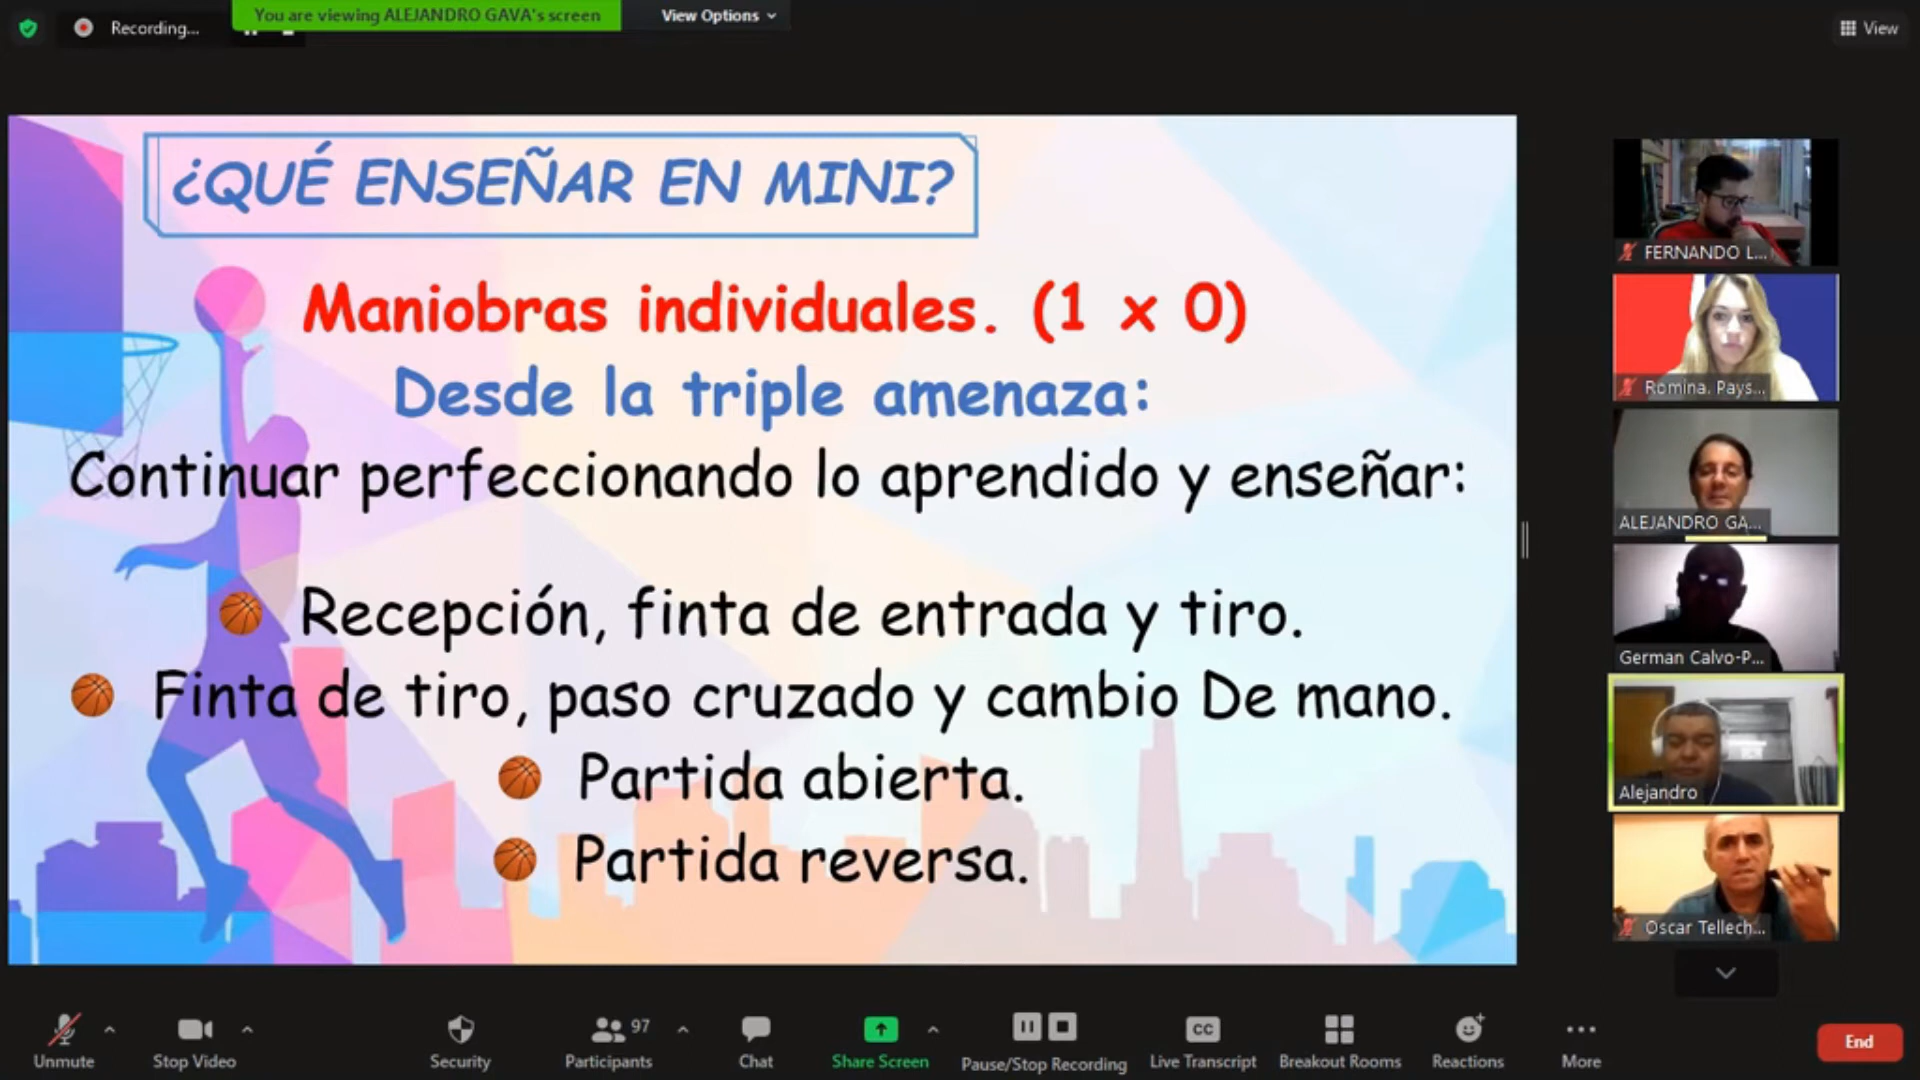 You are viewing ALEJANDRO GAVA's screen
View Options
Recording...
View
¿QUÉ ENSEÑAR EN MINI?
Maniobras individuales. (1 x 0)
Desde la triple amenaza:
Continuar perfeccionando lo aprendido y enseñar:
Recepción, finta de entrada y tiro.
Finta de tiro, paso cruzado y cambio De mano.
Partida abierta.
Partida reversa.
FERNANDO L...
Romina. Pays...
ALEJANDRO GA...
German Calvo-P...
Alejandro
Oscar Tellech...
Unmute
Stop Video
Security
97
Participants
Chat
Share Screen
Pause/Stop Recording
CC
Live Transcript
Breakout Rooms
Reactions
More
End